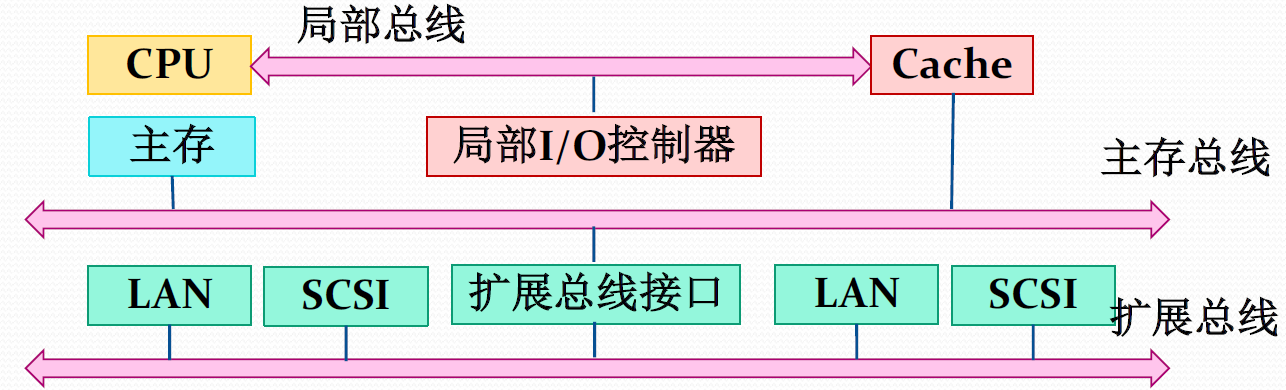 局部总线
CPU
Cache
主存
局部I/O控制器
主存总线
LAN
SCSI
扩展总线接口
LAN
SCSI
扩展总线